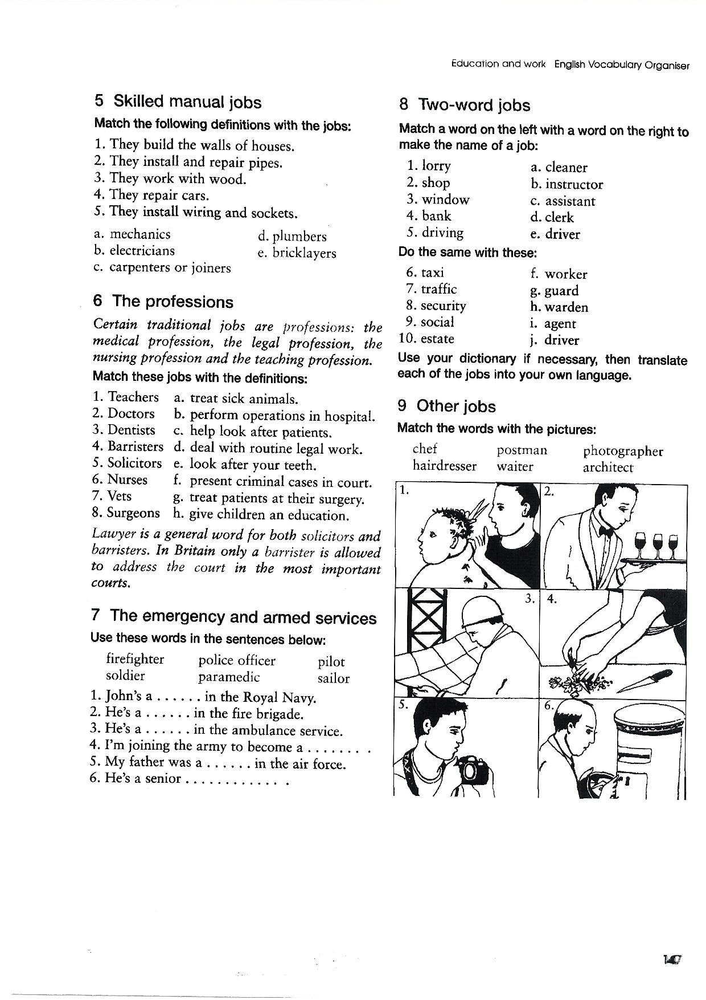 Education and work English Vocabulary Organiser
5 Skilled manual jobs
Match the following definitions with the jobs:
1. They build the walls of houses.
2. They install and repair pipes.
3. They work with wood.
4. They repair cars.
5. They install wiring and sockets.
a. mechanics d. plumbers
b. electricians e. bricklayers
c. carpenters or joiners
6 The professions
Certain traditional jobs are professions: the
medical profession, the legal profession, the
nursing profession and the teaching profession.
Match these jobs with the definitions:
1. Teachers a. treat sick animals.
2. Doctors b. perform operations in hospital.
3. Dentists c. help look after patients.
4. Barristers d. deal with routine legal work.
5. Solicitors e. look after your teeth.
6. Nurses f. present criminal cases in court.
7. Vets g. treat patients at their surgery.
8. Surgeons h. give children an education.
Lawyer is a general word for both solicitors and
barristers. In Britain only a barrister is allowed
to address the court in the most important
courts.
7 The emergency and armed services
Use these words in the sentences below:
firefighter police officer pilot
soldier paramedic sailor
1. John's a . . . . . . in the Royal Navy.
2. He's a . . . . . . in the fire brigade.
3. He's a . . . . . . in the ambulance service.
4. I'm joining the army to become a . . . . . . . .
5. My father was a . . . . . . in the air force.
6. He's a senior . . . . . . . . . . . . .
8 Two-word jobs
Match a word on the left with a word on the right to
make the name of a job:
1. lorry a. cleaner
2. shop b. instructor
3. window c. assistant
4. bank d. clerk
5. driving e. driver
Do the same with these:
6. taxi f. worker
7. traffic g. guard
8. security h. warden
9. social i. agent
10. estate j. driver
Use your dictionary if necessary, then translate
each of the jobs into your own language.
9 Other jobs
Match the words with the pictures:
chef postman photographer
hairdresser waiter architect
1. 2.
3. 4.
5. 6.